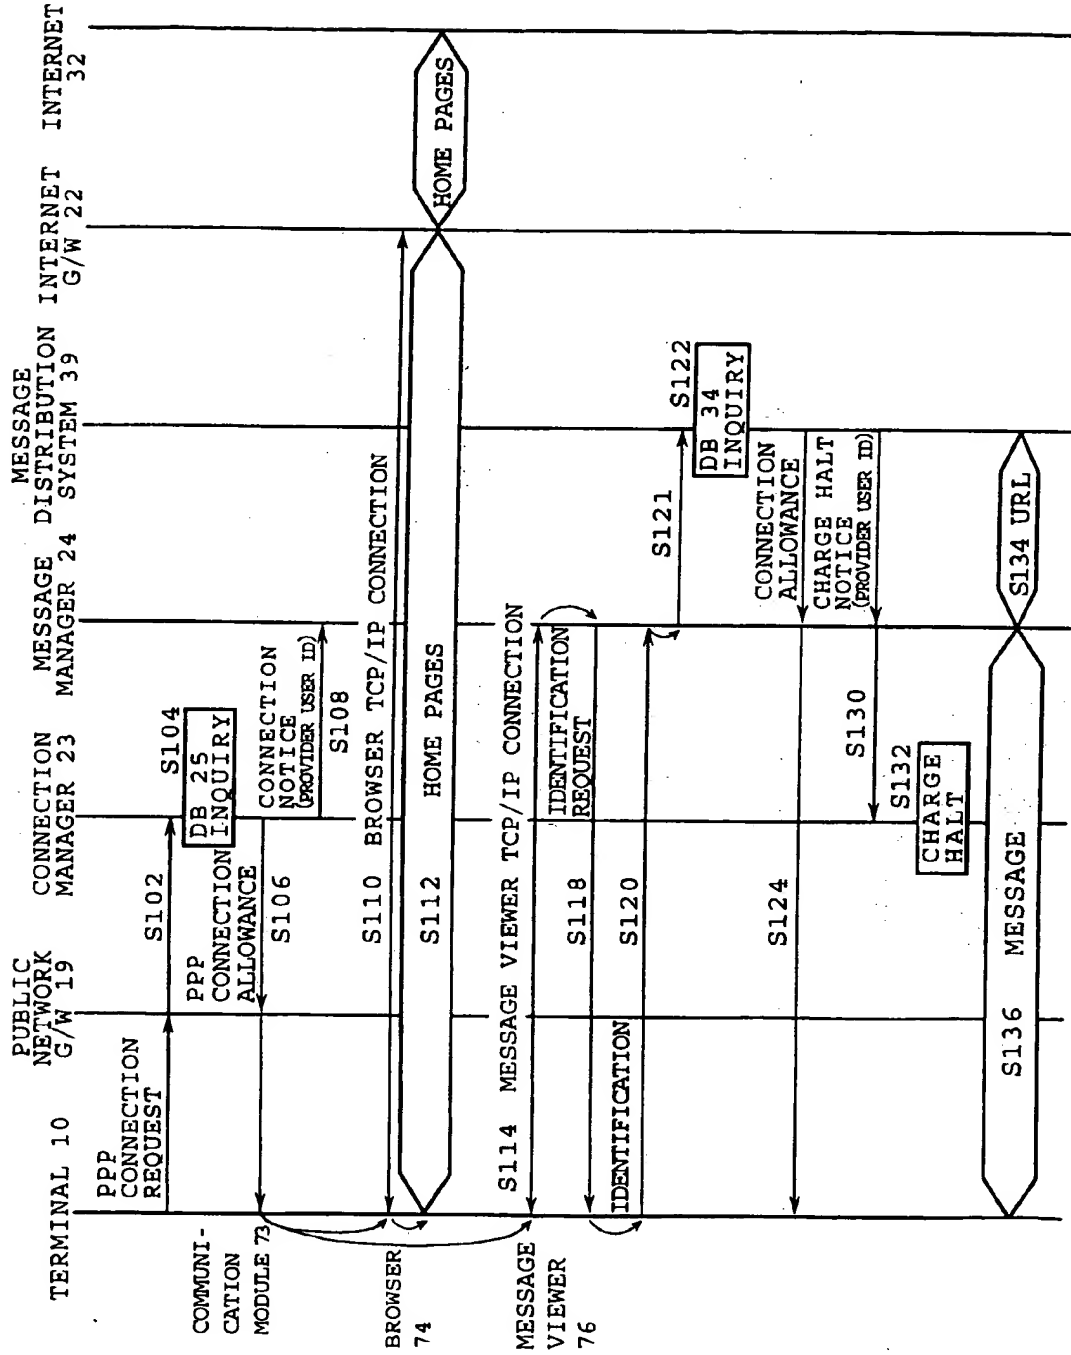 TERMINAL 10
PUBLIC
NETWORK
G/W 19
CONNECTION
MANAGER 23
MESSAGE
MANAGER 24
MESSAGE
DISTRIBUTION
SYSTEM 39
INTERNET
G/W 22
INTERNET
32
COMMUNI-
CATION
MODULE 73
PPP
CONNECTION
REQUEST
S102
S104
DB 25
INQUIRY
PPP
CONNECTION
ALLOWANCE
S106
CONNECTION
NOTICE
(PROVIDER USER ID)
S108
BROWSER
74
S110 BROWSER TCP/IP CONNECTION
S112 HOME PAGES
HOME PAGES
MESSAGE
VIEWER
76
S114 MESSAGE VIEWER TCP/IP CONNECTION
IDENTIFICATION
REQUEST
S118
IDENTIFICATION
S120
S121
S122
DB 34
INQUIRY
CONNECTION
ALLOWANCE
S124
CHARGE HALT
NOTICE
(PROVIDER USER ID)
S130
S132
CHARGE
HALT
S134 URL
S136 MESSAGE